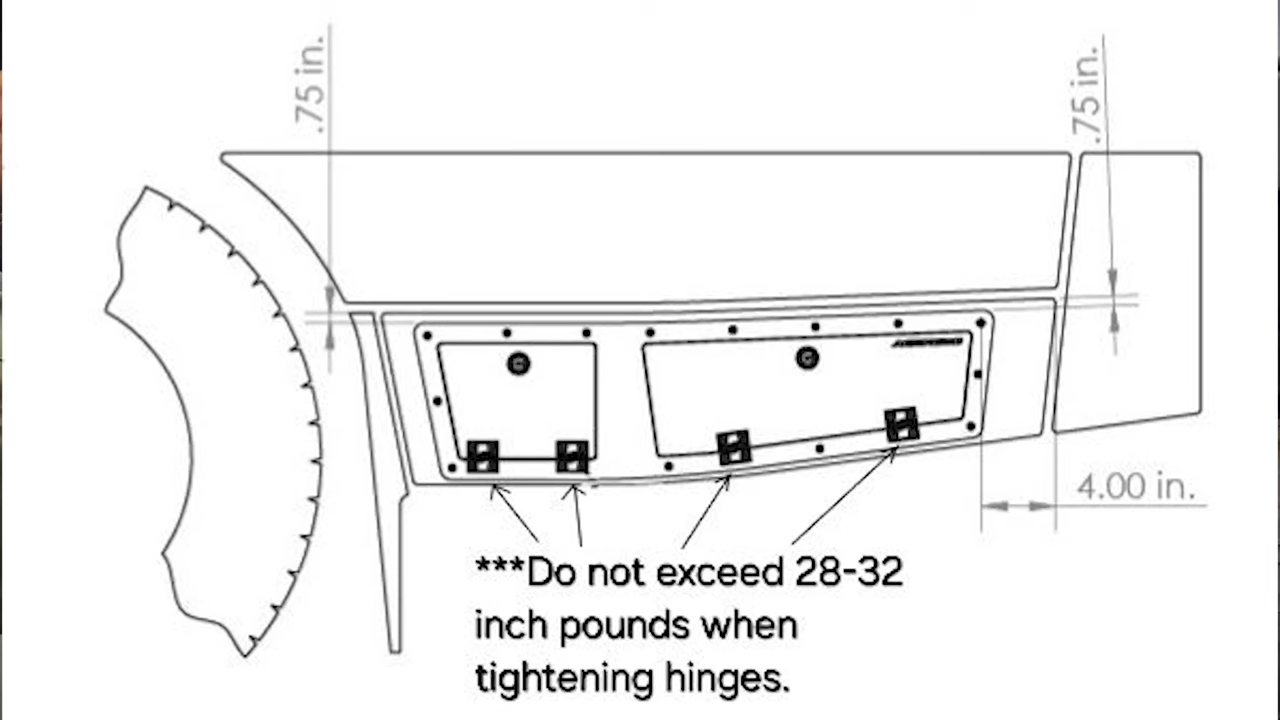 .75 in.
.75 in.
4.00 in.
***Do not exceed 28-32
inch pounds when
tightening hinges.